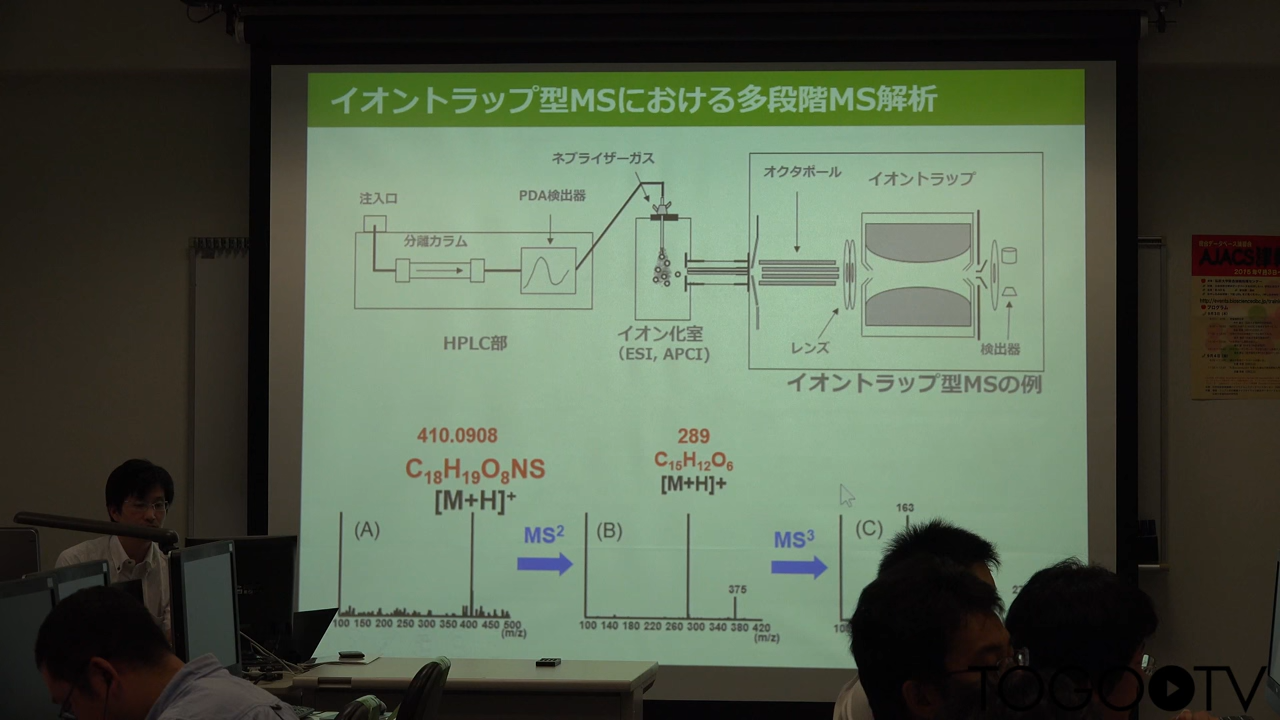 イオントラップ型MSにおける多段階MS解析
ネブライザーガス
注入口
PDA検出器
オクタポール
イオントラップ
分離カラム
HPLC部
イオン化室
(ESI, APCI)
レンズ
検出器
イオントラップ型MSの例
410.0908
C₁₈H₁₉O₈NS
[M+H]⁺
289
C₁₅H₁₂O₆
[M+H]+
(A)
MS²
(B)
375
MS³
(C)
163
100 150 200 250 300 350 400 450 500
(m/z)
100 140 180 220 260 300 340 380 420
(m/z)
AJACS
TOGOTV